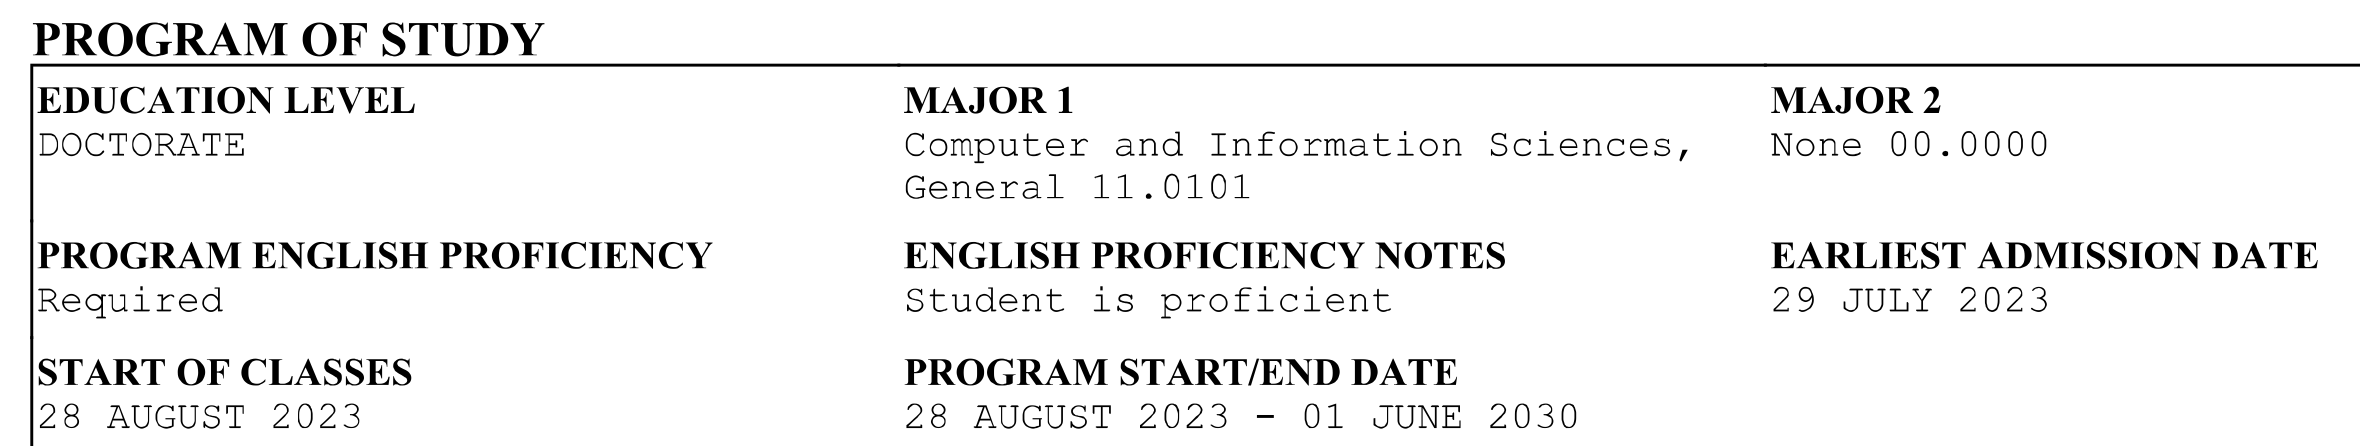 PROGRAM OF STUDY
EDUCATION LEVEL
DOCTORATE
MAJOR 1
Computer and Information Sciences,
General 11.0101
MAJOR 2
None 00.0000
PROGRAM ENGLISH PROFICIENCY
Required
ENGLISH PROFICIENCY NOTES
Student is proficient
EARLIEST ADMISSION DATE
29 JULY 2023
START OF CLASSES
28 AUGUST 2023
PROGRAM START/END DATE
28 AUGUST 2023 - 01 JUNE 2030